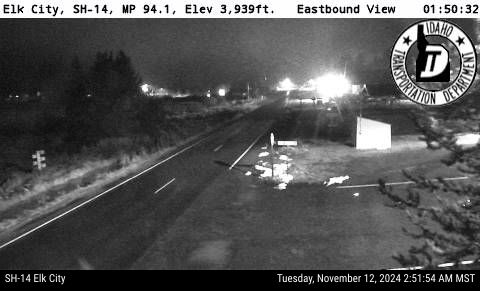 Elk City, SH-14, MP 94.1, Elev 3,939ft. Eastbound View 01:50:32
IDAHO
TRANSPORTATION DEPARTMENT
SH-14 Elk City Tuesday, November 12, 2024 2:51:54 AM MST